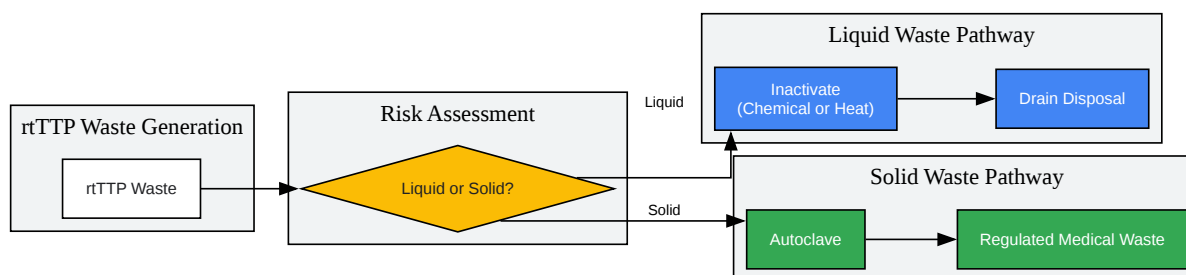 rtTTP Waste Generation
rtTTP Waste
Risk Assessment
Liquid or Solid?
Liquid
Solid
Liquid Waste Pathway
Inactivate
(Chemical or Heat)
Drain Disposal
Solid Waste Pathway
Autoclave
Regulated Medical Waste